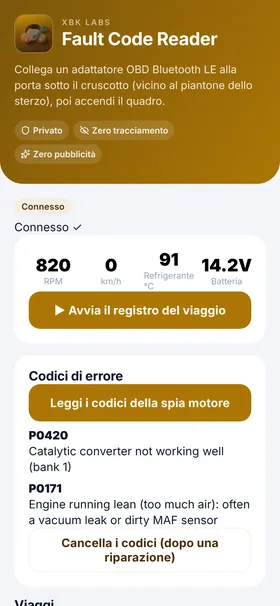 XBK LABS
Fault Code Reader
Collega un adattatore OBD Bluetooth LE alla
porta sotto il cruscotto (vicino al piantone dello
sterzo), poi accendi il quadro.
Privato
Zero tracciamento
Zero pubblicità
Connesso
Connesso ✓
820
RPM
0
km/h
91
Refrigerante
°C
14.2V
Batteria
▶ Avvia il registro del viaggio
Codici di errore
Leggi i codici della spia motore
P0420
Catalytic converter not working well
(bank 1)
P0171
Engine running lean (too much air): often
a vacuum leak or dirty MAF sensor
Cancella i codici (dopo una
riparazione)
Viaggi